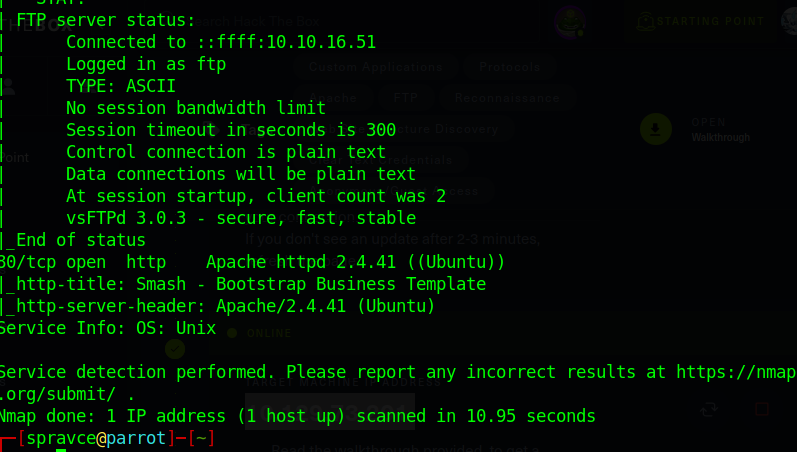 STAT:
FTP server status:
Connected to ::ffff:10.10.16.51
Logged in as ftp
TYPE: ASCII
No session bandwidth limit
Session timeout in seconds is 300
Control connection is plain text
Data connections will be plain text
At session startup, client count was 2
vsFTPd 3.0.3 - secure, fast, stable
|_End of status
80/tcp open  http    Apache httpd 2.4.41 ((Ubuntu))
|_http-title: Smash - Bootstrap Business Template
|_http-server-header: Apache/2.4.41 (Ubuntu)
Service Info: OS: Unix
Service detection performed. Please report any incorrect results at https://nmap
.org/submit/ .
Nmap done: 1 IP address (1 host up) scanned in 10.95 seconds
┌─[spravce@parrot]─[~]
Search Hack The Box
STARTING POINT
Custom Applications
Protocols
Apache
FTP
Reconnaissance
OPEN
Walkthrough
If you don't see an update after 2-3 minutes,
ONLINE
TARGET MACHINE IP ADDRESS